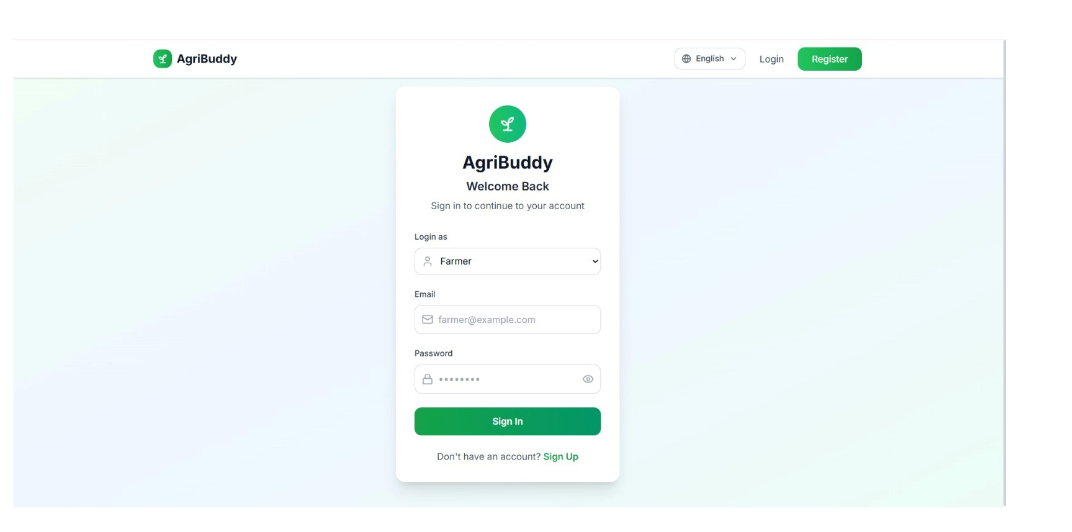 AgriBuddy
English
Login
Register
AgriBuddy
Welcome Back
Sign in to continue to your account
Login as
Farmer
Email
farmer@example.com
Password
••••••••
Sign In
Don't have an account? Sign Up